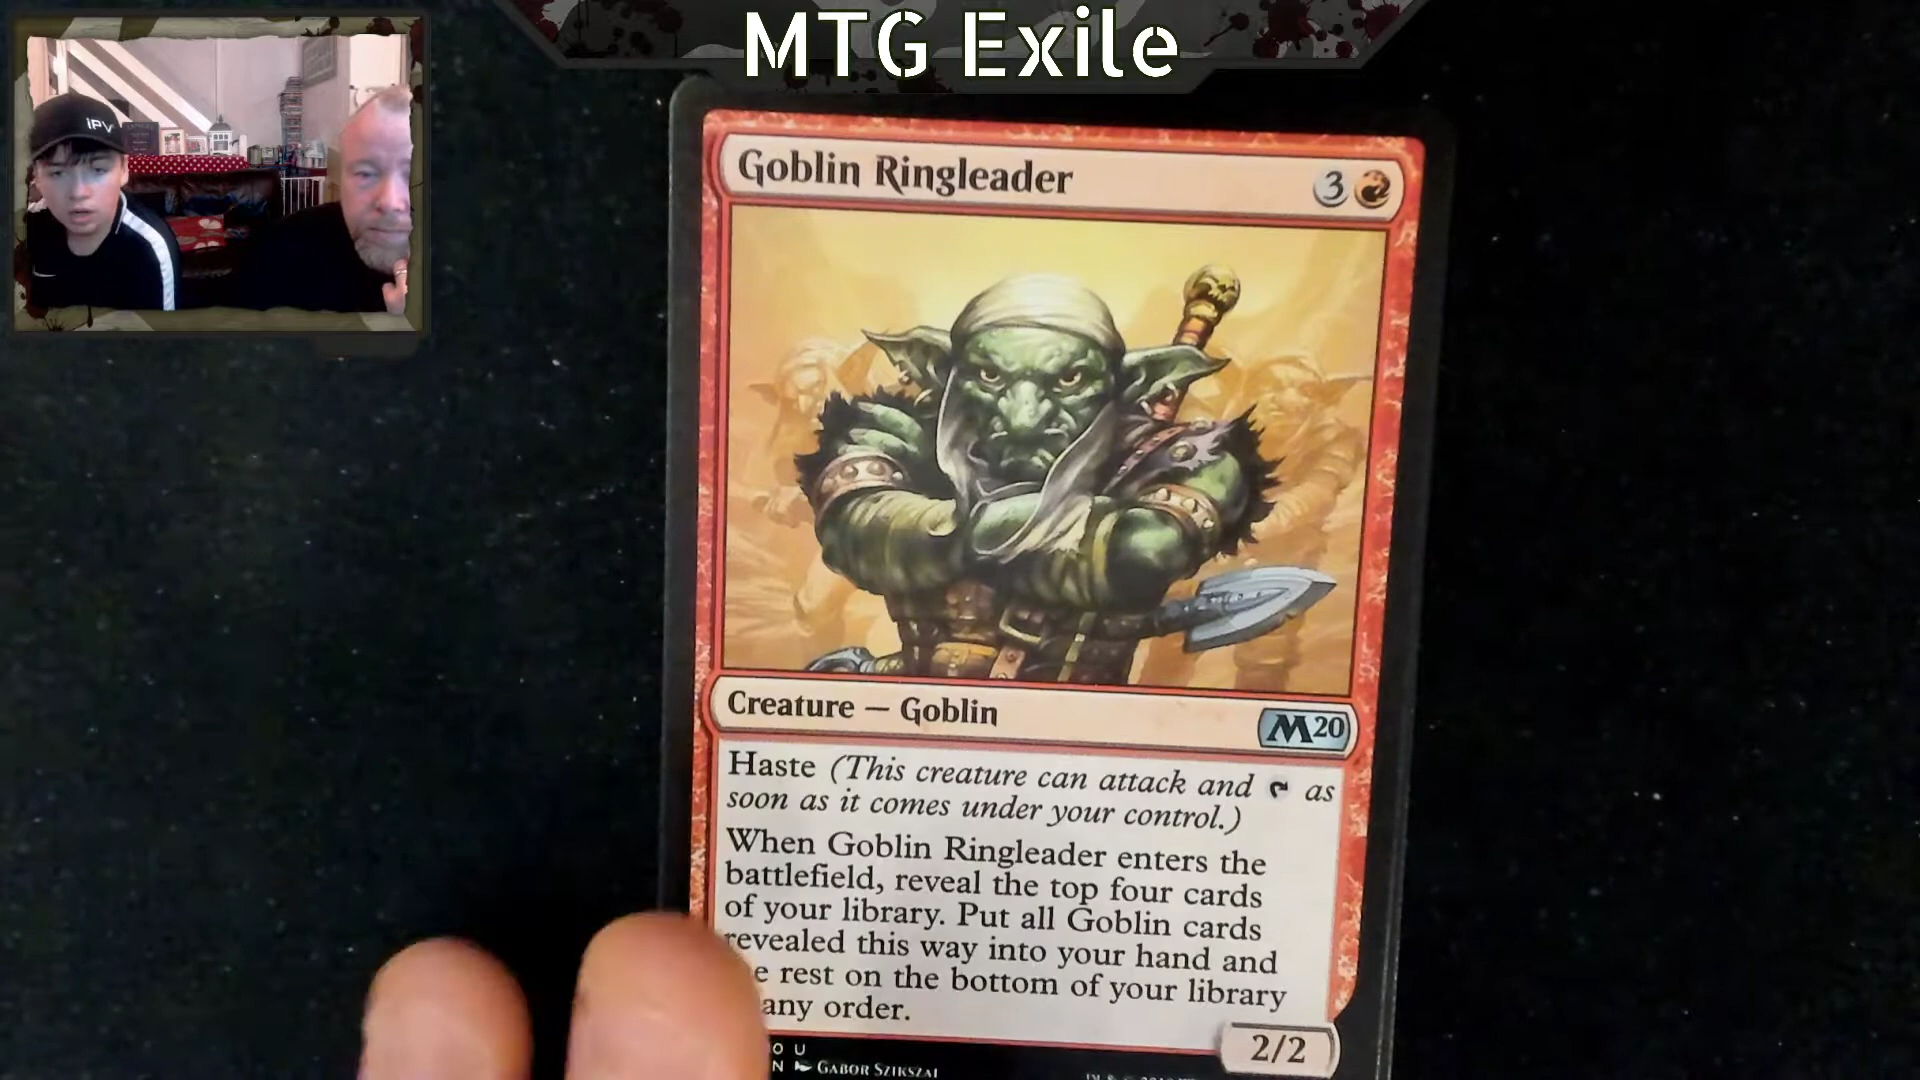 MTG Exile
iPV
Goblin Ringleader
3
Creature — Goblin
M20
Haste (This creature can attack and as
soon as it comes under your control.)
When Goblin Ringleader enters the
battlefield, reveal the top four cards
of your library. Put all Goblin cards
revealed this way into your hand and
rest on the bottom of your library
any order.
2/2
U
N GABOR SZIKSZAI